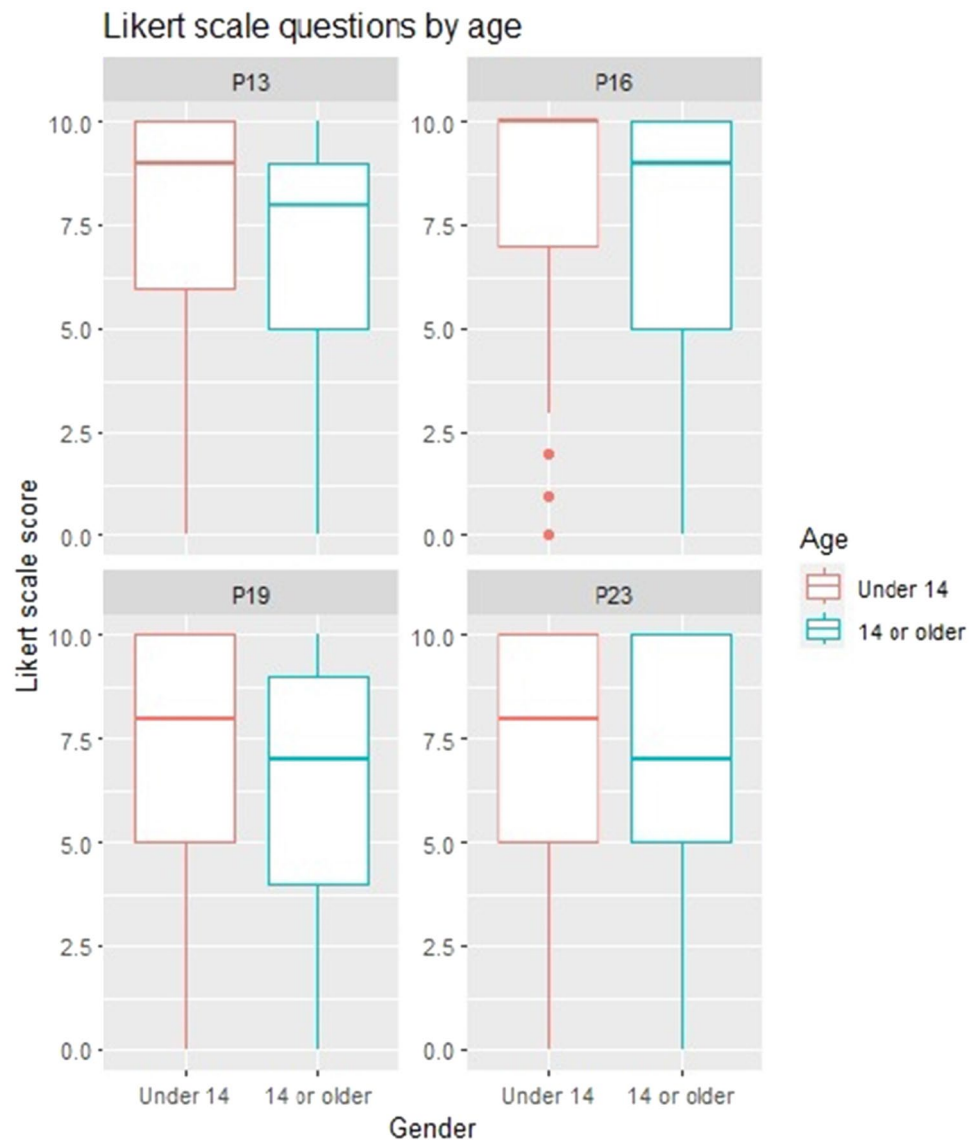 Likert scale questions by age
P13
P16
10.0
7.5
5.0
2.5
0.0
10.0
7.5
5.0
2.5
0.0
P19
P23
10.0
7.5
5.0
2.5
0.0
10.0
7.5
5.0
2.5
0.0
Under 14
14 or older
Under 14
14 or older
Gender
Likert scale score
Age
Under 14
14 or older